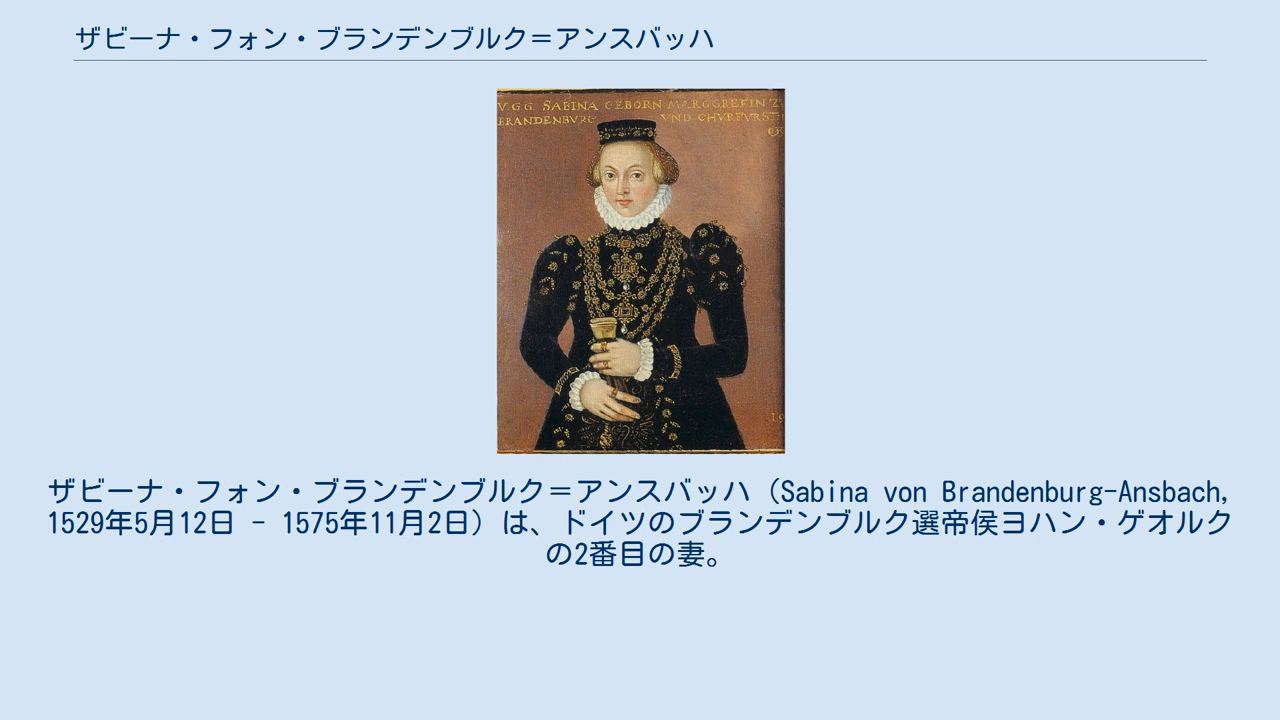 ザビーナ・フォン・ブランデンブルク＝アンスバッハ
V.G.G. SABINA GEBORN MARGGREFIN Z
BRANDENBVRG VND CHVRFVRST
ザビーナ・フォン・ブランデンブルク＝アンスバッハ（Sabina von Brandenburg-Ansbach,
1529年5月12日 - 1575年11月2日）は、ドイツのブランデンブルク選帝侯ヨハン・ゲオルク
の2番目の妻。